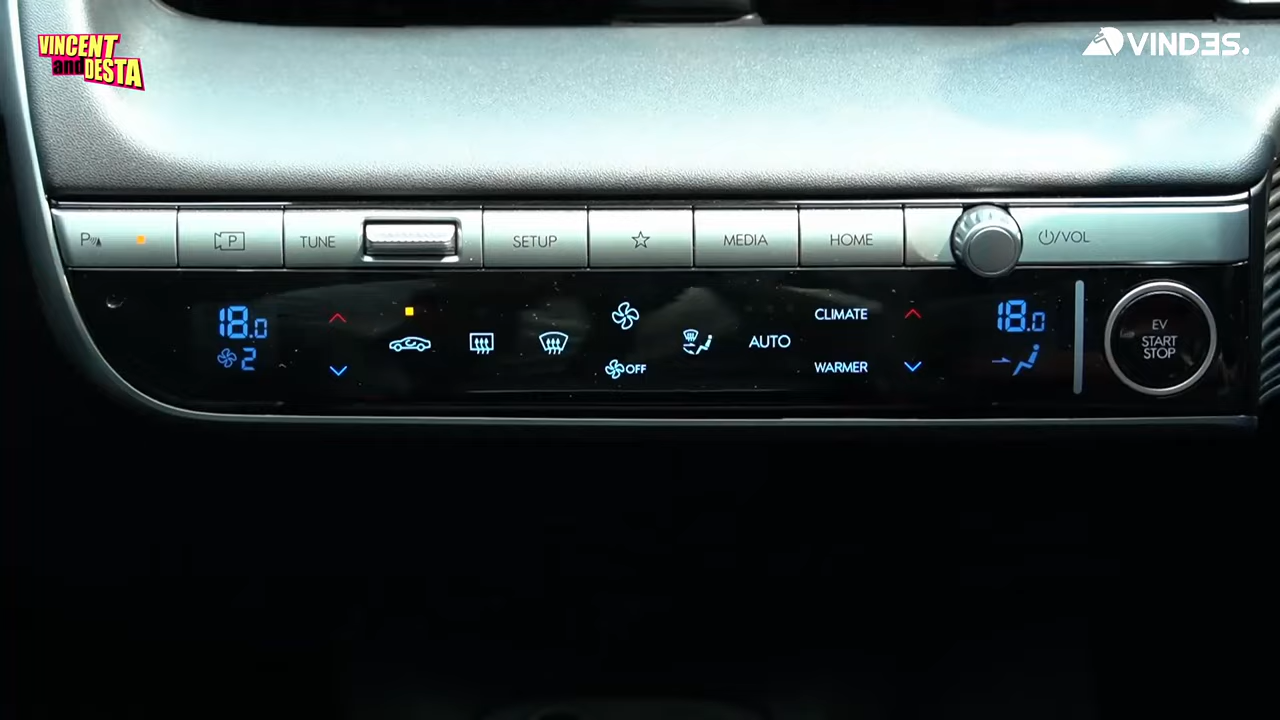 VINCENT
and DESTA
VINDES.
P
P
TUNE
SETUP
MEDIA
HOME
/VOL
18.0
2
OFF
AUTO
CLIMATE
WARMER
18.0
EV
START
STOP